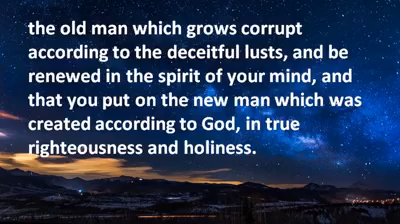 the old man which grows corrupt
according to the deceitful lusts, and be
renewed in the spirit of your mind, and
that you put on the new man which was
created according to God, in true
righteousness and holiness.